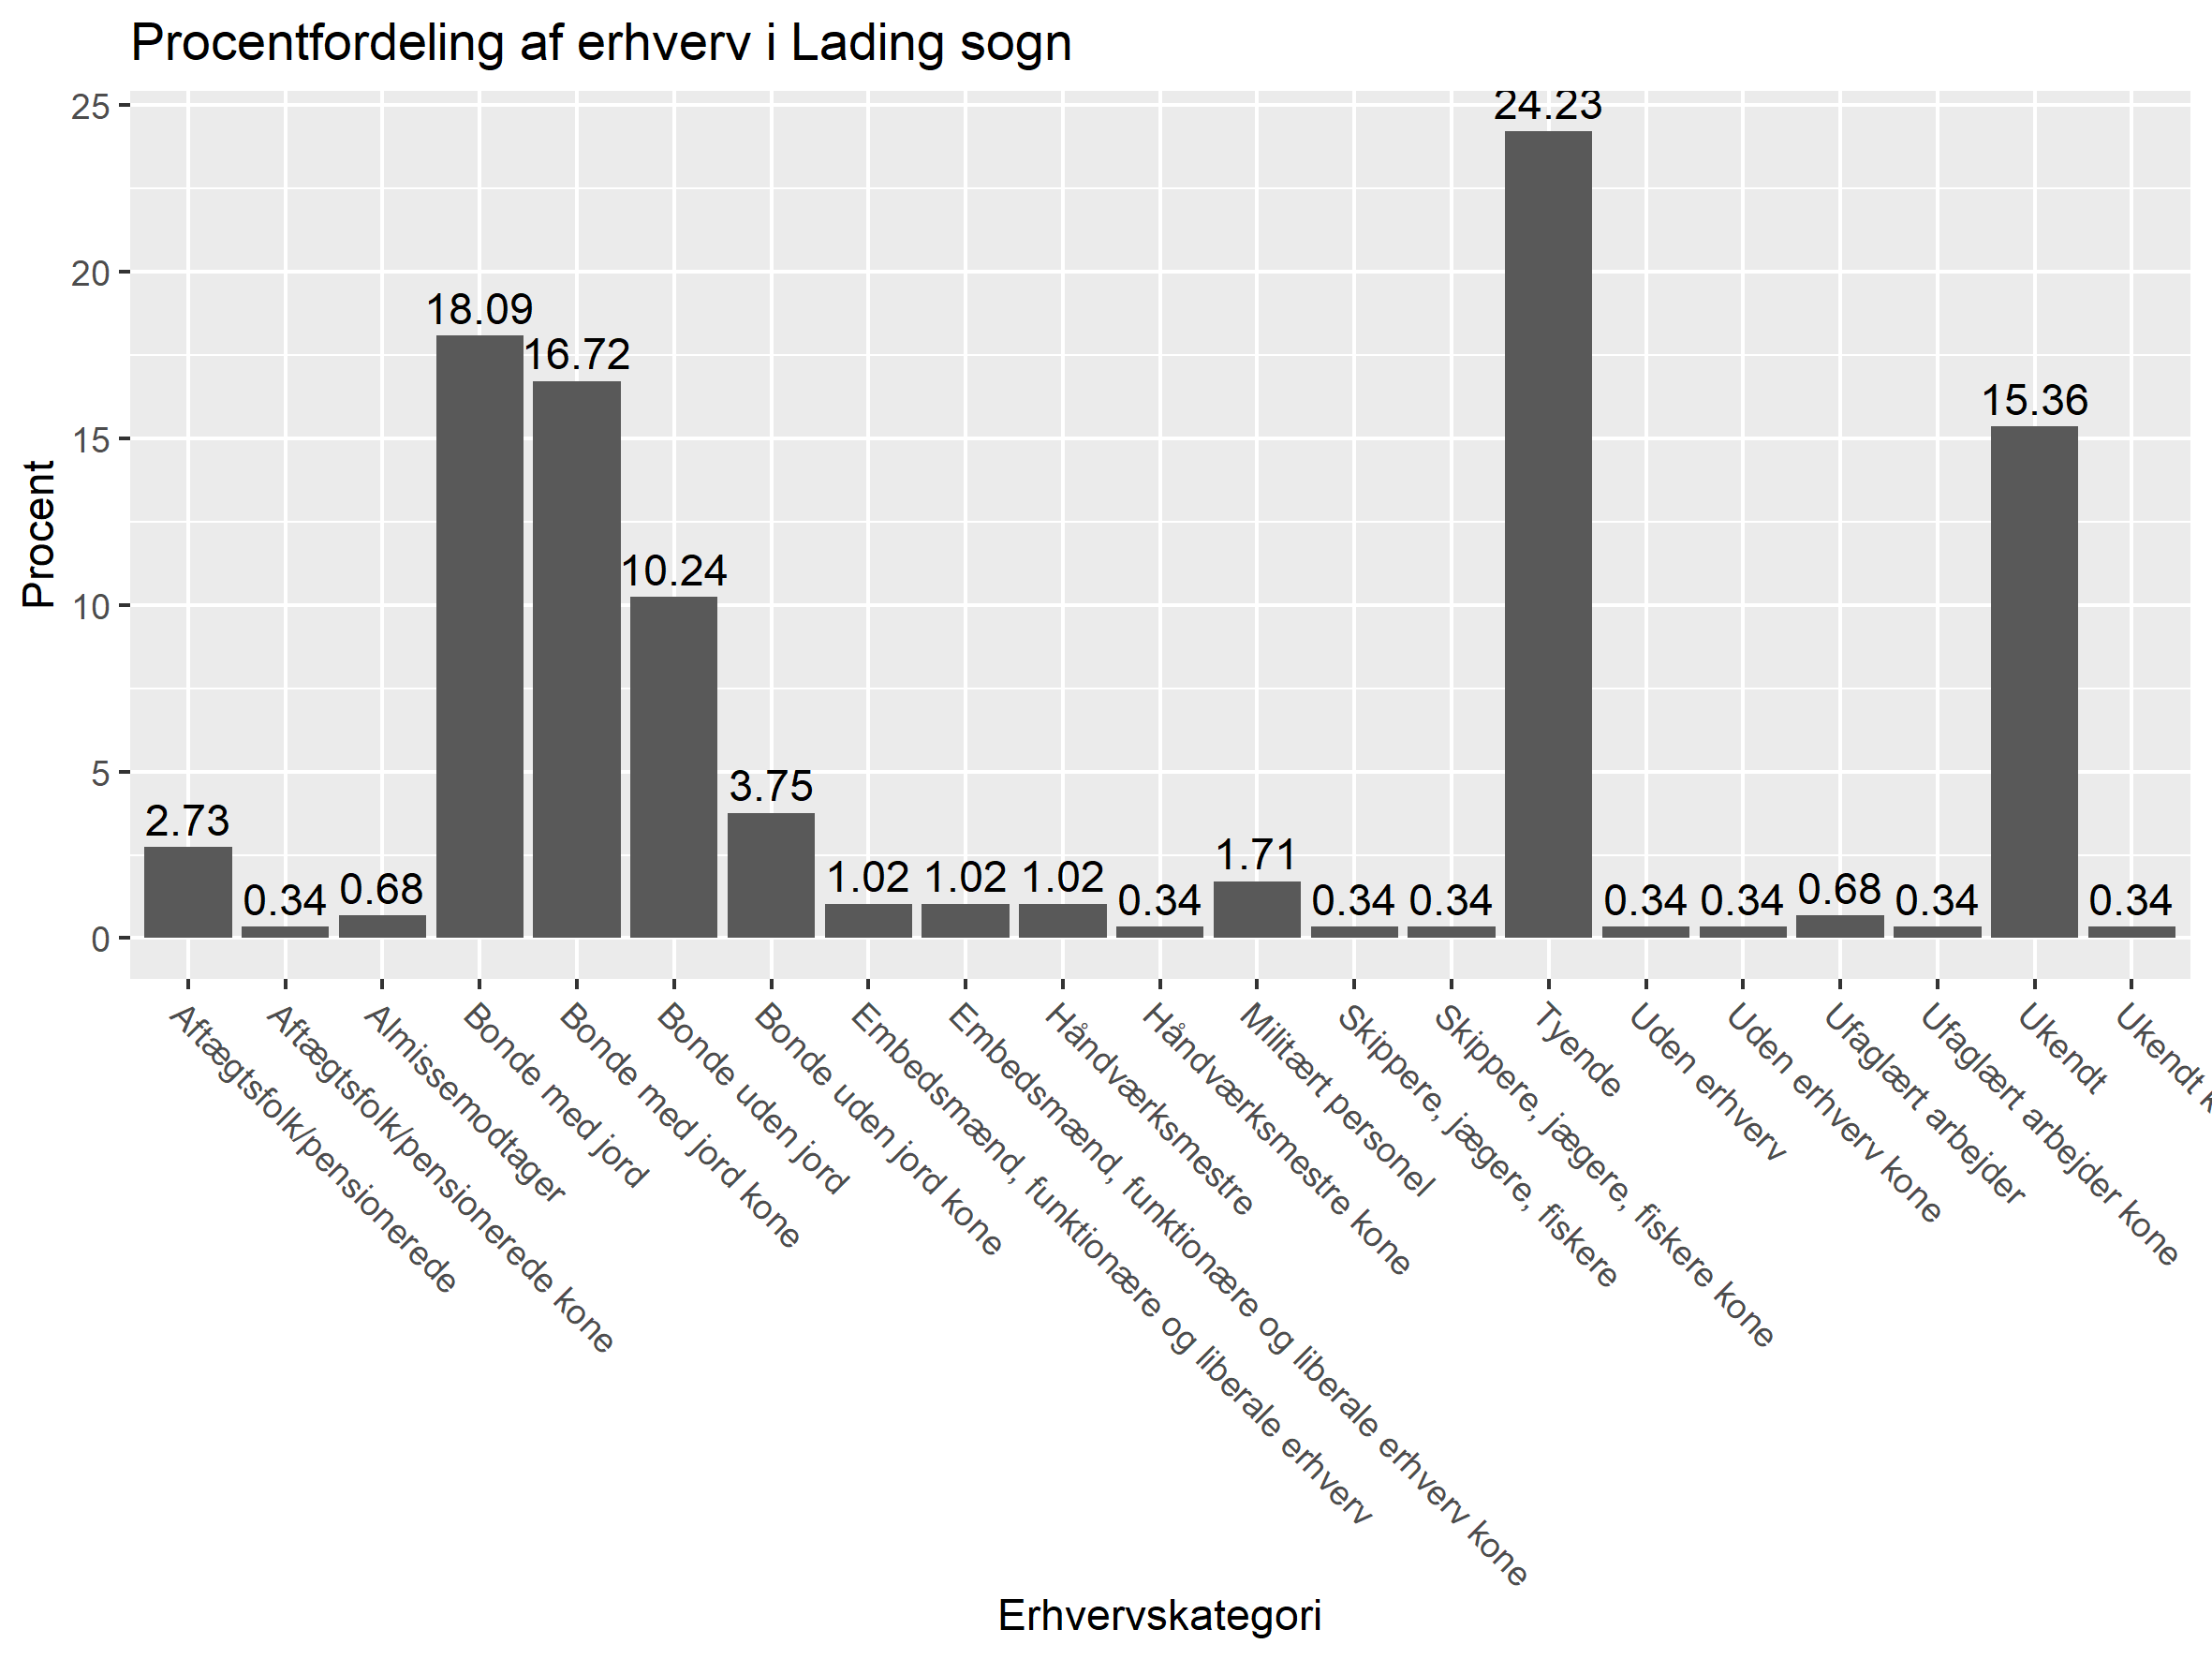 Procentfordeling af erhverv i Lading sogn
Procent
25
20
15
10
5
0
2.73
0.34
0.68
18.09
16.72
10.24
3.75
1.02
1.02
1.02
0.34
1.71
0.34
0.34
24.23
0.34
0.34
0.68
0.34
15.36
0.34
Aftægtsfolk/pensionerede
Aftægtsfolk/pensionerede kone
Almissemodtager
Bonde med jord
Bonde med jord kone
Bonde uden jord
Bonde uden jord kone
Embedsmænd, funktionære og liberale erhverv
Embedsmænd, funktionære og liberale erhverv kone
Håndværksmestre
Håndværksmestre kone
Militært personel
Skippere, jægere, fiskere
Skippere, jægere, fiskere kone
Tyende
Uden erhverv
Uden erhverv kone
Ufaglært arbejder
Ufaglært arbejder kone
Ukendt
Ukendt
Erhvervskategori